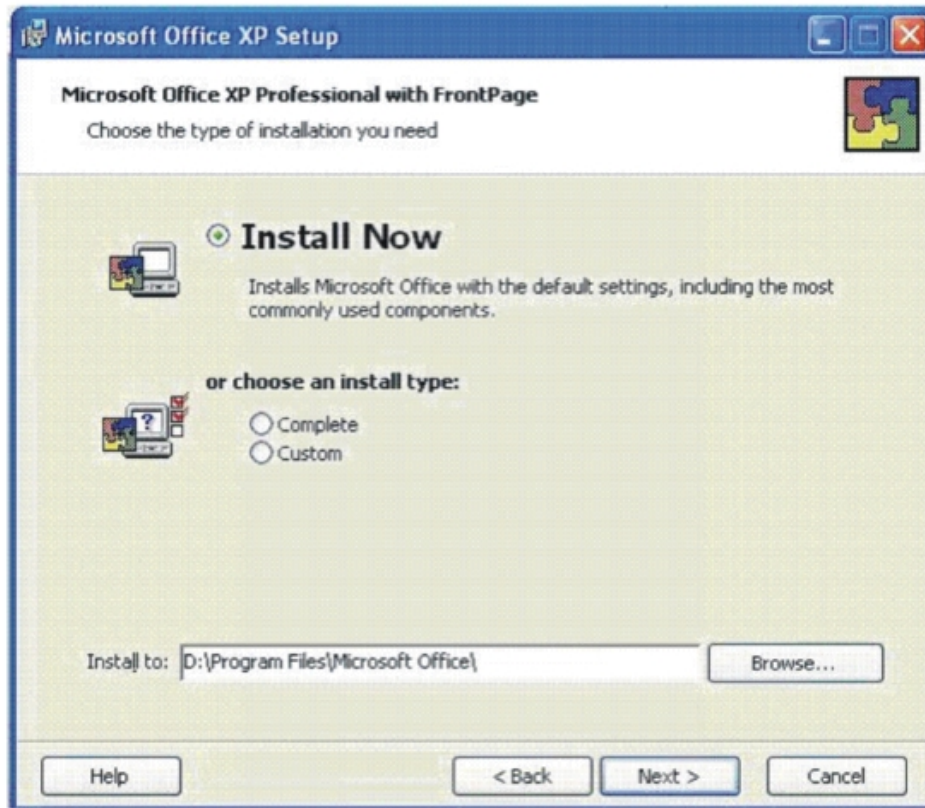 Microsoft Office XP Setup
Microsoft Office XP Professional with FrontPage
Choose the type of installation you need
Install Now
Installs Microsoft Office with the default settings, including the most
commonly used components.
or choose an install type:
?
Complete
Custom
Install to: D:\Program Files\Microsoft Office\ Browse...
Help < Back Next > Cancel